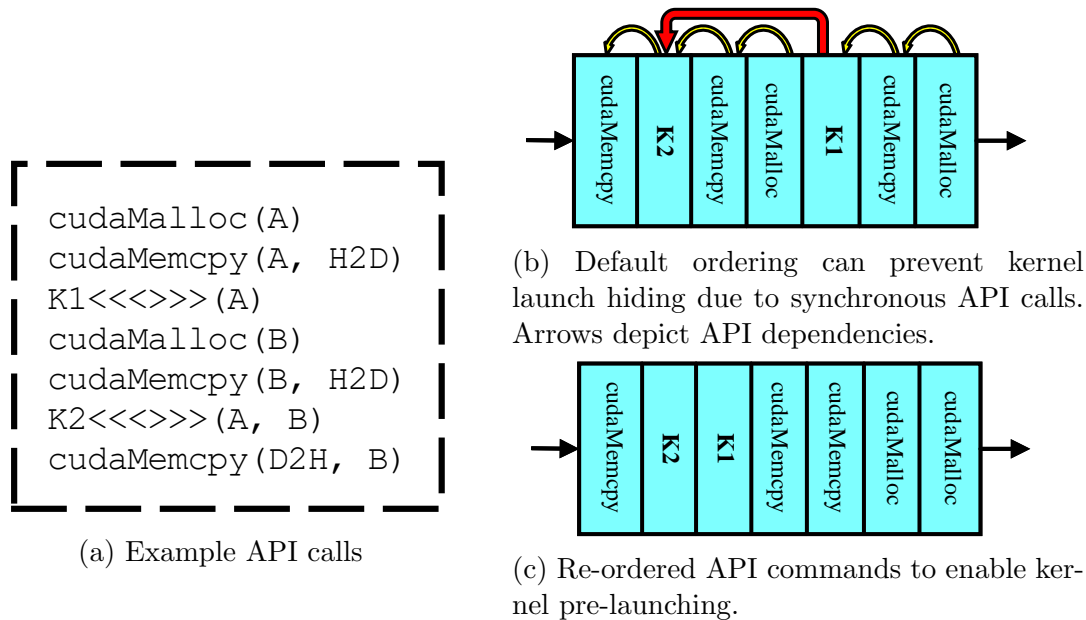 cudaMalloc(A)
cudaMemcpy(A, H2D)
K1<<<>>>(A)
cudaMalloc(B)
cudaMemcpy(B, H2D)
K2<<<>>>(A, B)
cudaMemcpy(D2H, B)
(a) Example API calls
cudaMemcpy
K2
cudaMemcpy
cudaMalloc
K1
cudaMemcpy
cudaMalloc
(b) Default ordering can prevent kernel
launch hiding due to synchronous API calls.
Arrows depict API dependencies.
cudaMemcpy
K2
K1
cudaMemcpy
cudaMemcpy
cudaMalloc
cudaMalloc
(c) Re-ordered API commands to enable ker-
nel pre-launching.